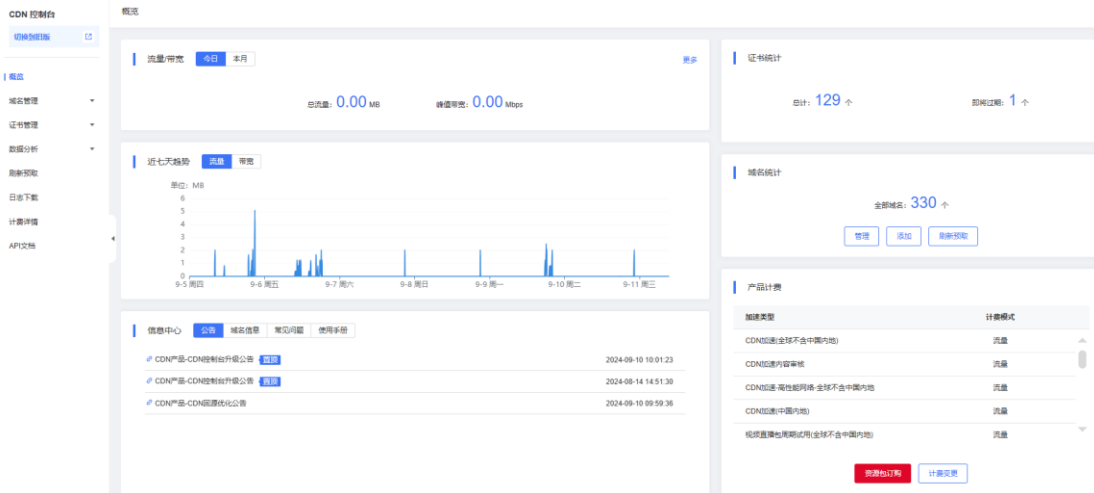 CDN 控制台
切换到旧版
概览
域名管理
证书管理
数据分析
刷新预取
日志下载
计费详情
API文档
概览
流量/带宽 今日 本月 更多
总流量: 0.00 MB 峰值带宽: 0.00 Mbps
近七天趋势 流量 带宽
单位: MB
6
5
4
3
2
1
0
9-5 周四 9-6 周五 9-7 周六 9-8 周日 9-9 周一 9-10 周二 9-11 周三
信息中心 公告 域名信息 常见问题 使用手册
CDN产品-CDN控制台升级公告 置顶 2024-09-10 10:01:23
CDN产品-CDN控制台升级公告 置顶 2024-08-14 14:51:30
CDN产品-CDN回源优化公告 2024-09-10 09:59:36
证书统计
总计: 129 个 即将过期: 1 个
域名统计
全部域名: 330 个
管理 添加 刷新预取
产品计费
加速类型 计费模式
CDN加速(全球不含中国内地) 流量
CDN加速内容审核 流量
CDN加速-高性能网络-全球不含中国内地 流量
CDN加速(中国内地) 流量
视频直播包周期试用(全球不含中国内地) 流量
资源包订购 计费变更